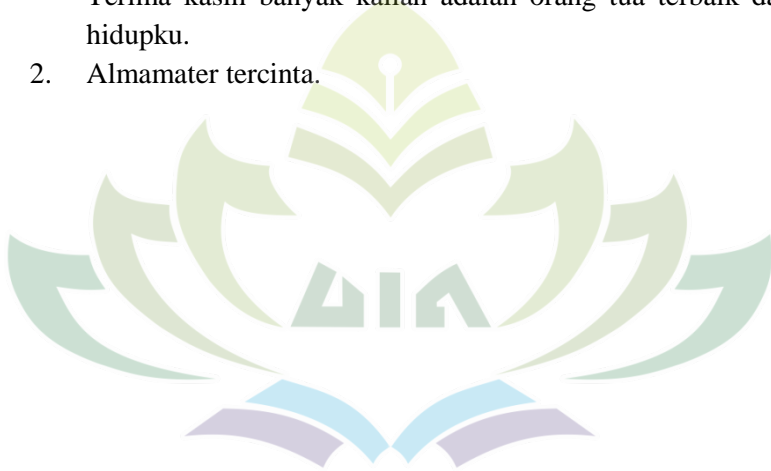 Terima kasih banyak kalian adalah orang tua terbaik
hidupku.
2. Almamater tercinta.